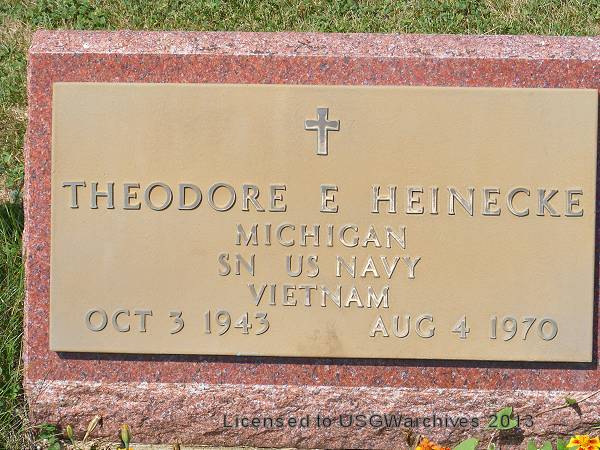 THEODORE E HEINECKE
MICHIGAN
SN US NAVY
VIETNAM
OCT 3 1943 AUG 4 1970
Licensed to USGWarchives 2013